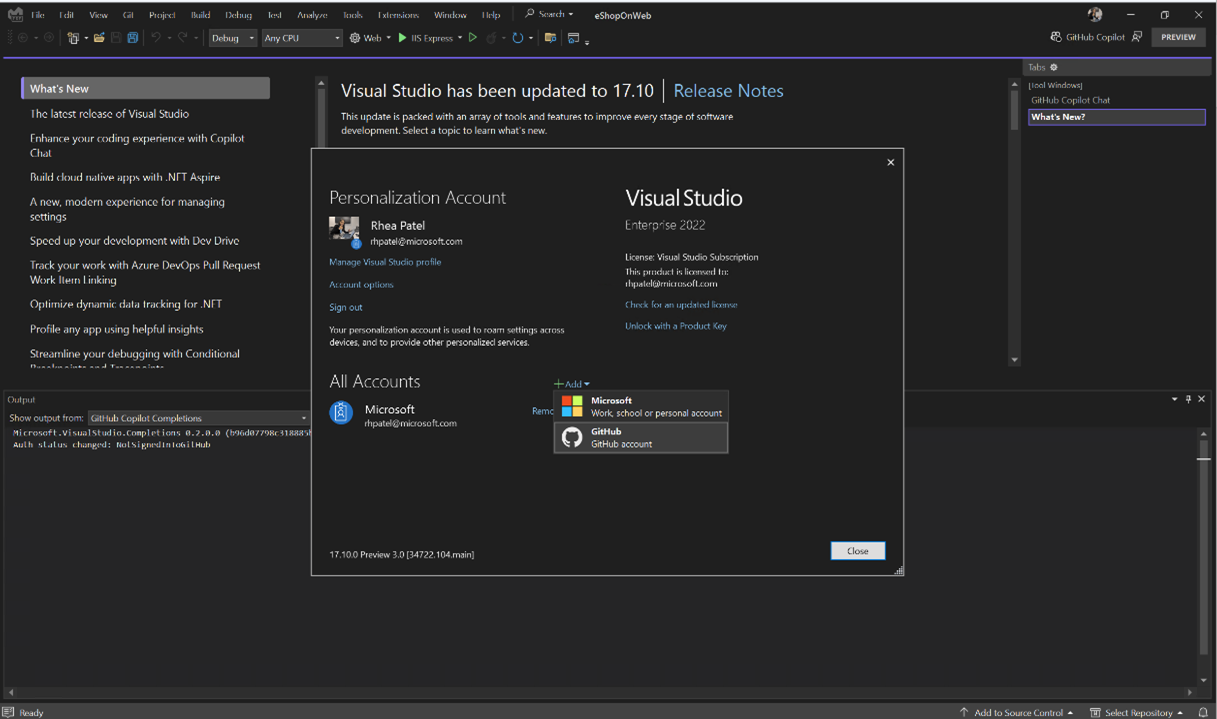 File Edit View Git Project Build Debug Test Analyze Tools Extensions Window Help Search eShopOnWeb
Debug Any CPU Web IIS Express GitHub Copilot PREVIEW
What's New
The latest release of Visual Studio
Enhance your coding experience with Copilot
Chat
Build cloud native apps with .NET Aspire
A new, modern experience for managing
settings
Speed up your development with Dev Drive
Track your work with Azure DevOps Pull Request
Work Item Linking
Optimize dynamic data tracking for .NET
Profile any app using helpful insights
Streamline your debugging with Conditional
Breakpoints and Tracepoints
Visual Studio has been updated to 17.10 Release Notes
This update is packed with an array of tools and features to improve every stage of software
development. Select a topic to learn what's new.
Tabs
[Tool Windows]
GitHub Copilot Chat
What's New?
Personalization Account
Rhea Patel
rhpatel@microsoft.com
Manage Visual Studio profile
Account options
Sign out
Your personalization account is used to roam settings across
devices, and to provide other personalized services.
Visual Studio
Enterprise 2022
License: Visual Studio Subscription
This product is licensed to:
rhpatel@microsoft.com
Check for an updated license
Unlock with a Product Key
All Accounts
Add
Microsoft
rhpatel@microsoft.com
Remo
Microsoft
Work, school or personal account
GitHub
GitHub account
17.10.0 Preview 3.0 [34722.104.main]
Close
Output
Show output from: GitHub Copilot Completions
Microsoft.VisualStudio.Completions 0.2.0.0
Auth status changed: NotSignedInToGitHub
Ready
Add to Source Control Select Repository